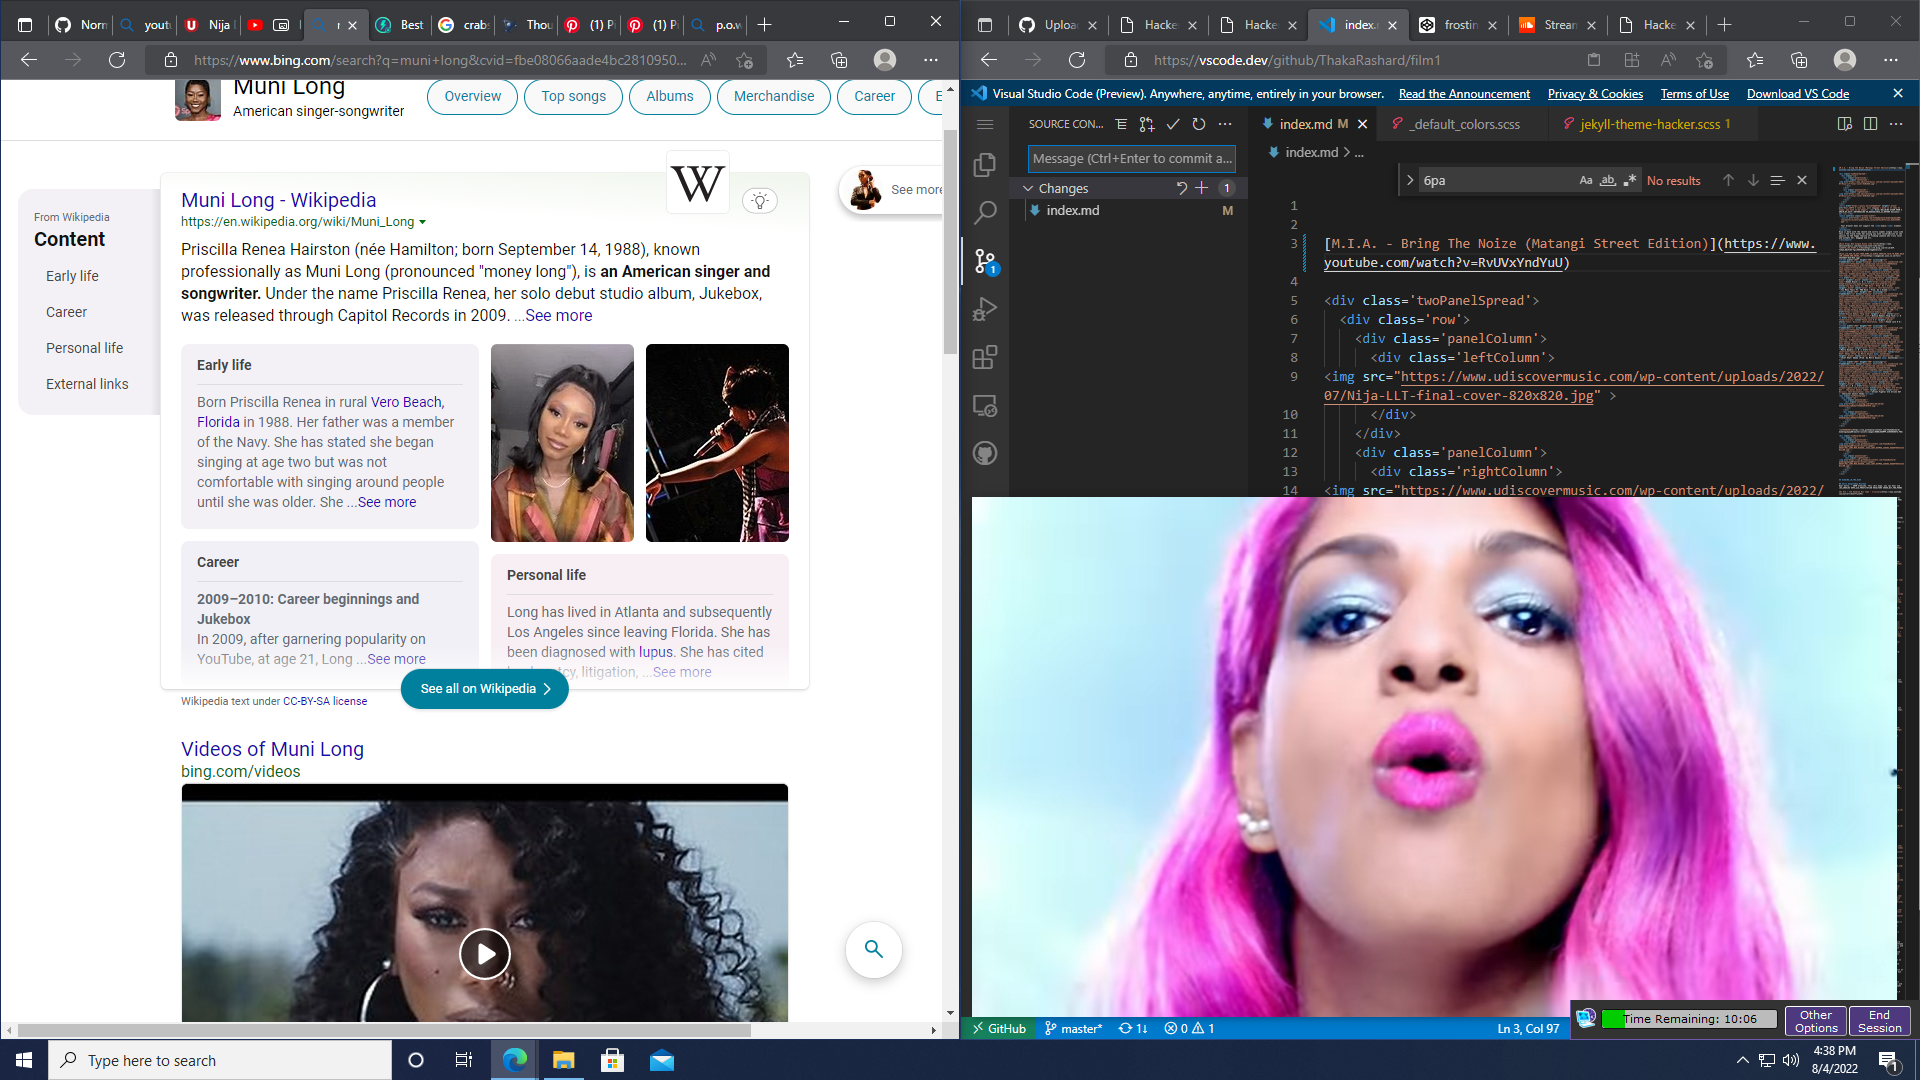 Norn
yout
Nija
Best
crab
Thou
(1) Pi
(1) Pi
p.o.w
https://www.bing.com/search?q=muni+long&cvid=fbe08066aade4bc2810950...
Muni Long
American singer-songwriter
Overview
Top songs
Albums
Merchandise
Career
From Wikipedia
Content
Early life
Career
Personal life
External links
W
See more
Muni Long - Wikipedia
https://en.wikipedia.org/wiki/Muni_Long
Priscilla Renea Hairston (née Hamilton; born September 14, 1988), known
professionally as Muni Long (pronounced "money long"), is an American singer and
songwriter. Under the name Priscilla Renea, her solo debut studio album, Jukebox,
was released through Capitol Records in 2009. ...See more
Early life
Born Priscilla Renea in rural Vero Beach,
Florida in 1988. Her father was a member
of the Navy. She has stated she began
singing at age two but was not
comfortable with singing around people
until she was older. She ...See more
Career
2009–2010: Career beginnings and
Jukebox
In 2009, after garnering popularity on
YouTube, at age 21, Long ...See more
Personal life
Long has lived in Atlanta and subsequently
Los Angeles since leaving Florida. She has
been diagnosed with lupus. She has cited
litigation, ...See more
See all on Wikipedia
Wikipedia text under CC-BY-SA license
Videos of Muni Long
bing.com/videos
Uploa
Hacke
Hacke
index.
frostin
Stream
Hacke
https://vscode.dev/github/ThakaRashard/film1
Visual Studio Code (Preview). Anywhere, anytime, entirely in your browser.
Read the Announcement
Privacy & Cookies
Terms of Use
Download VS Code
SOURCE CON...
index.md M
_default_colors.scss
jekyll-theme-hacker.scss 1
Message (Ctrl+Enter to commit a...
Changes
1
index.md
M
1
index.md > ...
6pa
Aa
ab
No results
1
2
3 [M.I.A. - Bring The Noize (Matangi Street Edition)](https://www.
youtube.com/watch?v=RvUVxYndYuU)
4
5 <div class='twoPanelSpread'>
6 <div class='row'>
7 <div class='panelColumn'>
8 <div class='leftColumn'>
9 <img src="https://www.udiscovermusic.com/wp-content/uploads/2022/
07/Nija-LLT-final-cover-820x820.jpg" >
10 </div>
11 </div>
12 <div class='panelColumn'>
13 <div class='rightColumn'>
14 <img src="https://www.udiscovermusic.com/wp-content/uploads/2022/
GitHub
master*
1↓
0
1
Ln 3, Col 97
Time Remaining: 10:06
Other
Options
End
Session
Type here to search
4:38 PM
8/4/2022
1